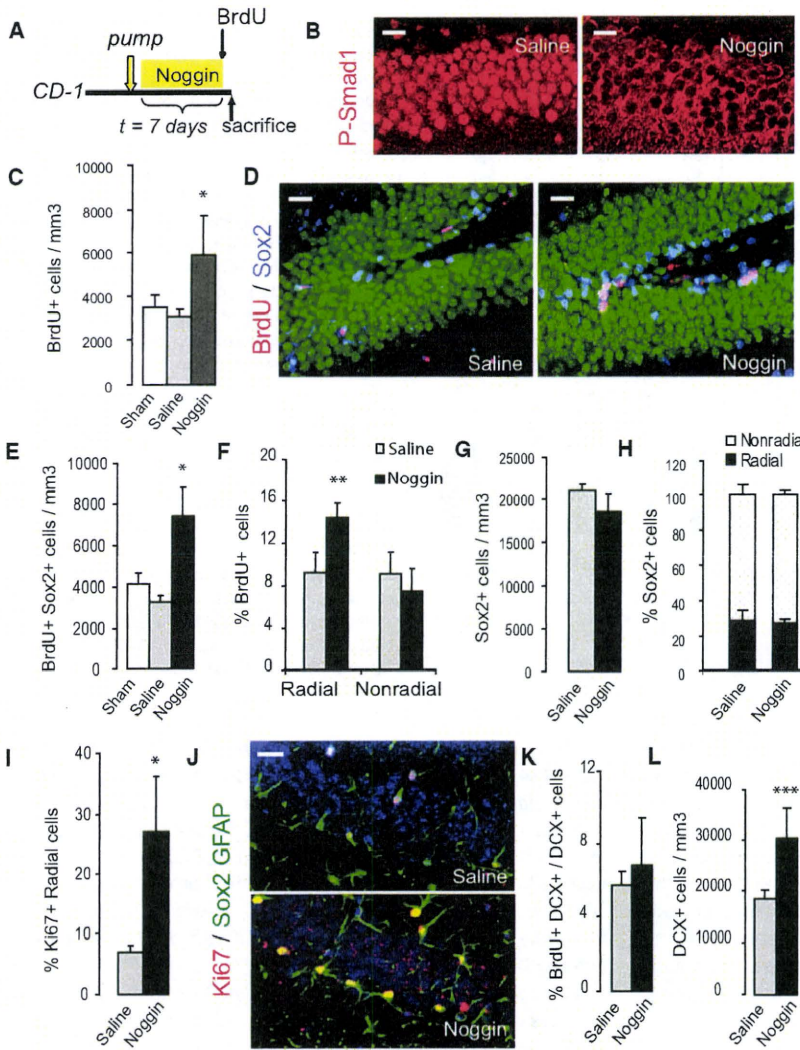 A
BrdU
pump
Noggin
CD-1
t = 7 days
sacrifice
B
P-Smad1
Saline
Noggin
C
BrdU+ cells / mm3
10000
8000
6000
4000
2000
0
*
Sham
Saline
Noggin
D
BrdU / Sox2
Saline
Noggin
E
BrdU+ Sox2+ cells / mm3
10000
8000
6000
4000
2000
0
*
Sham
Saline
Noggin
F
% BrdU+ cells
20
16
12
8
4
0
Saline
Noggin
**
Radial
Nonradial
G
Sox2+ cells / mm3
25000
20000
15000
10000
5000
0
Saline
Noggin
H
Nonradia
Radial
% Sox2+ cells
120
100
80
60
40
20
0
Saline
Noggin
I
% Ki67+ Radial cells
40
30
20
10
0
*
Saline
Noggin
J
Ki67 / Sox2 GFAP
Saline
Noggin
K
% BrdU+ DCX+ / DCX+ cells
12
8
4
0
Saline
Noggin
L
DCX+ cells / mm3
40000
30000
20000
10000
0
***
Saline
Noggin